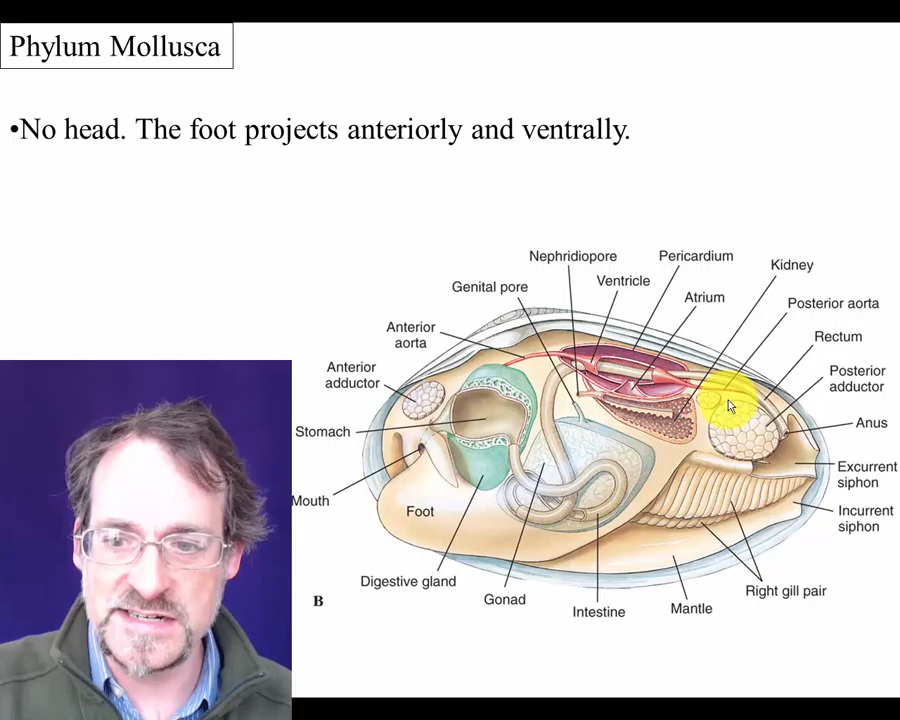 Phylum Mollusca
•No head. The foot projects anteriorly and ventrally.
Nephridiopore
Pericardium
Kidney
Genital pore
Ventricle
Atrium
Posterior aorta
Anterior
aorta
Rectum
Anterior
adductor
Posterior
adductor
Stomach
Anus
Mouth
Excurrent
siphon
Foot
Incurrent
siphon
Digestive gland
Gonad
Intestine
Mantle
Right gill pair
B